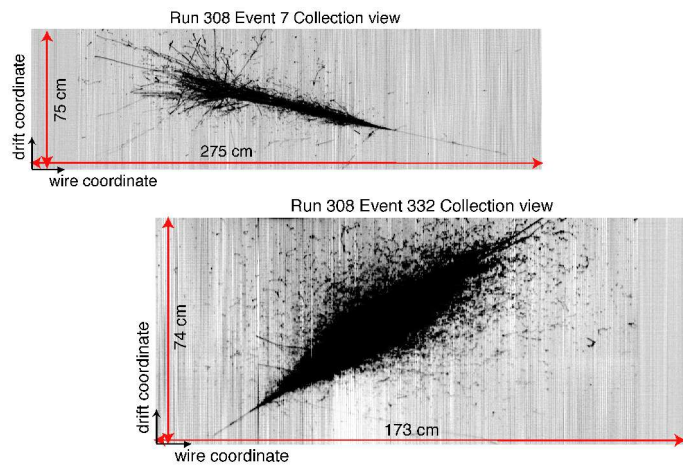 Run 308 Event 7 Collection view
drift coordinate
75 cm
275 cm
wire coordinate
Run 308 Event 332 Collection view
drift coordinate
74 cm
173 cm
wire coordinate